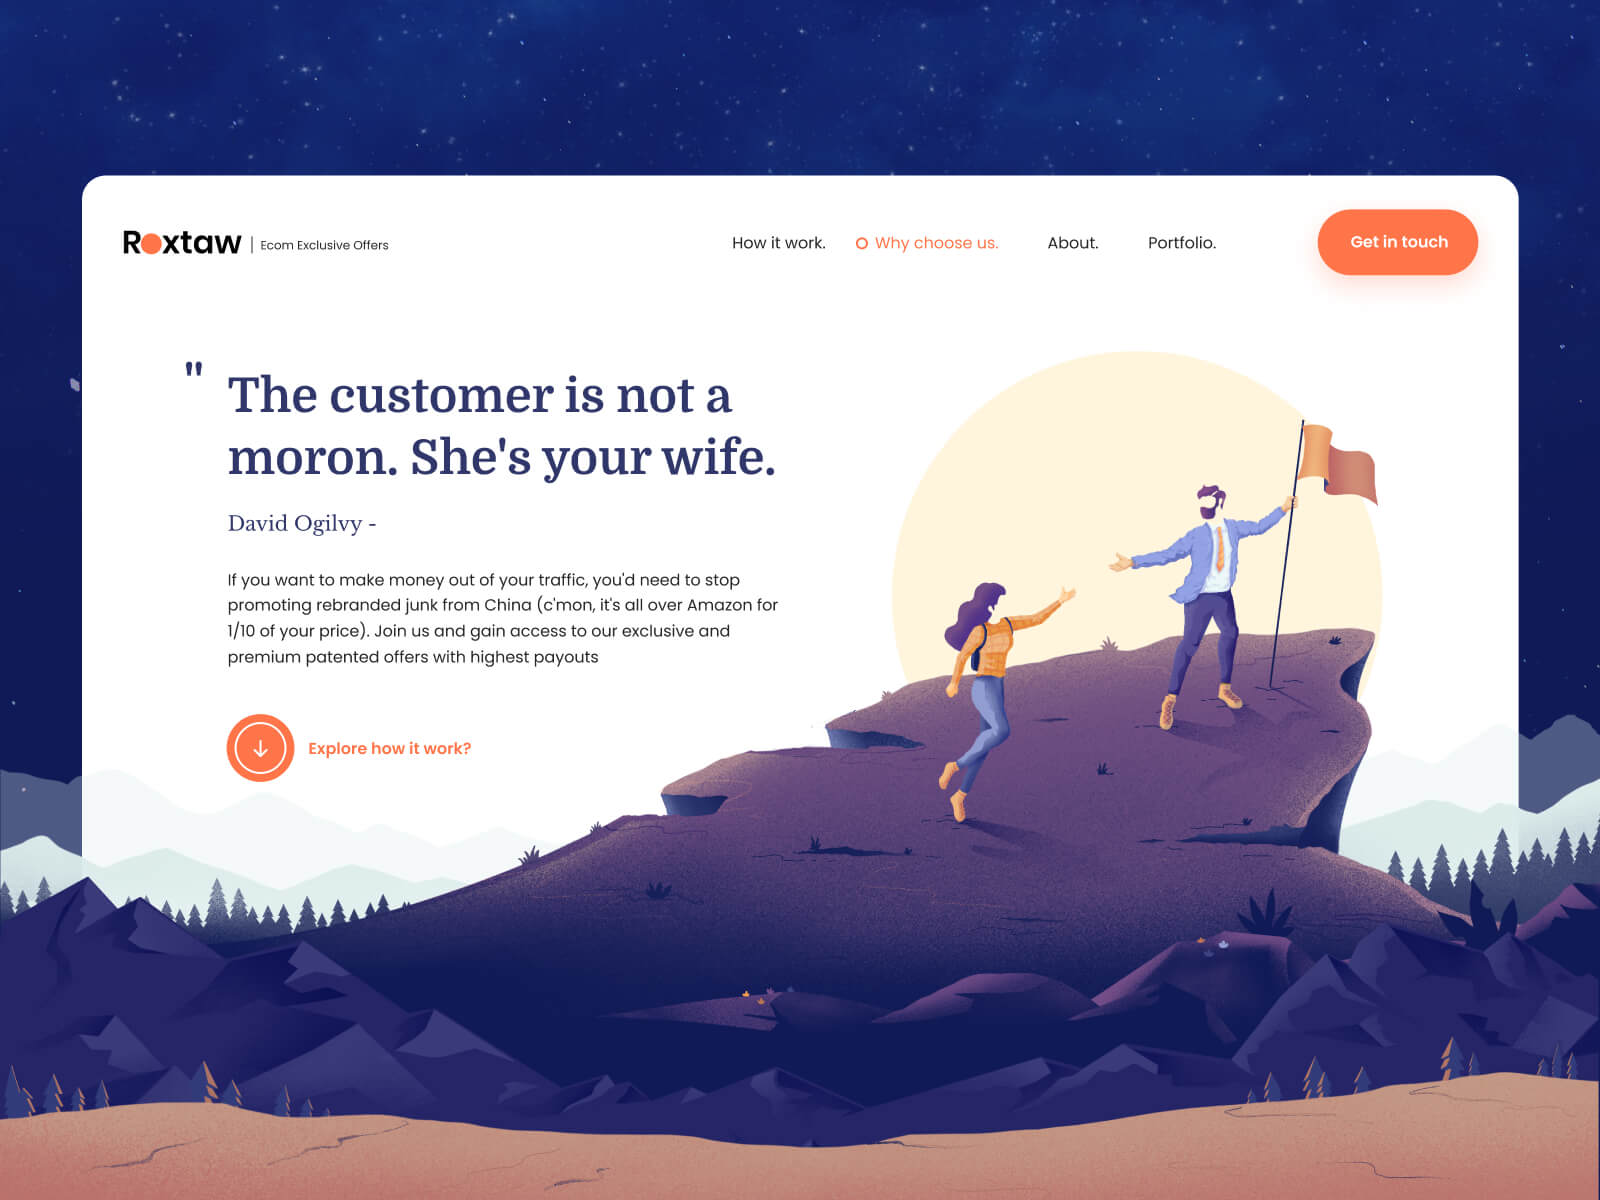 Roxtaw | Ecom Exclusive Offers
How it work.
Why choose us.
About.
Portfolio.
Get in touch
"
The customer is not a
moron. She's your wife.
David Ogilvy -
If you want to make money out of your traffic, you'd need to stop
promoting rebranded junk from China (c'mon, it's all over Amazon for
1/10 of your price). Join us and gain access to our exclusive and
premium patented offers with highest payouts
Explore how it work?